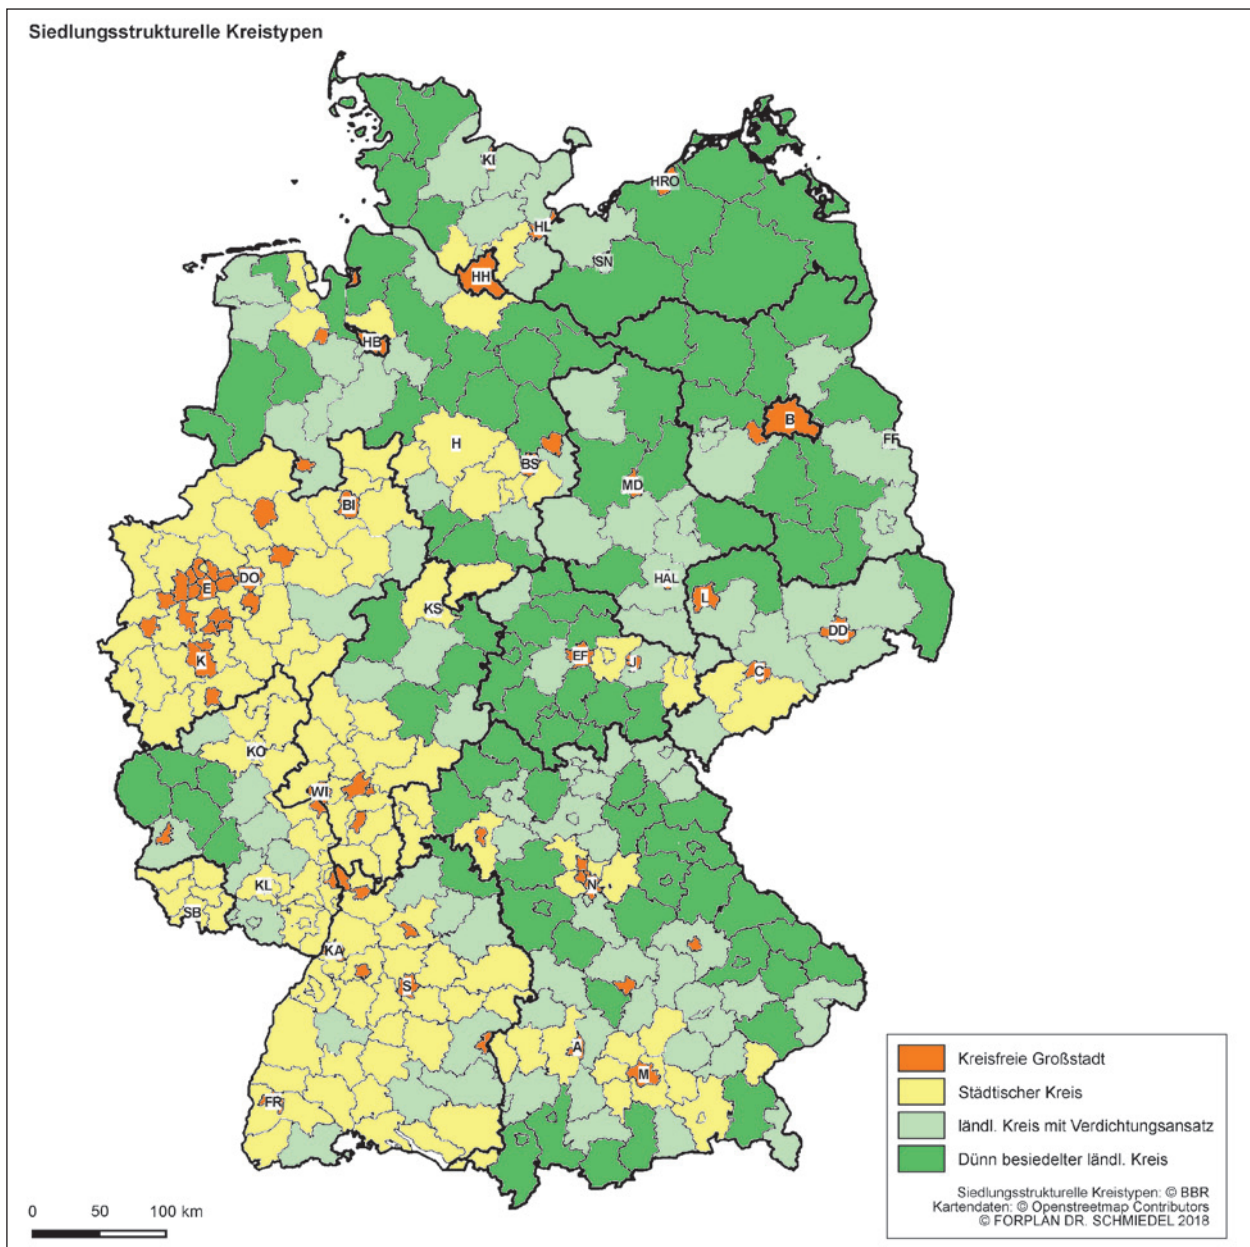 Siedlungsstrukturelle Kreistypen
KI
HRO
HL
SN
HH
HB
B
H
FF
BS
MD
BI
DO
E
HAL
L
KS
DD
EF
J
K
C
KO
WI
KL
N
SB
KA
S
A
M
FR
Kreisfreie Großstadt
Städtischer Kreis
ländl. Kreis mit Verdichtungsansatz
Dünn besiedelter ländl. Kreis
Siedlungsstrukturelle Kreistypen: © BBR
Kartendaten: © Openstreetmap Contributors
© FORPLAN DR. SCHMIEDEL 2018
0 50 100 km